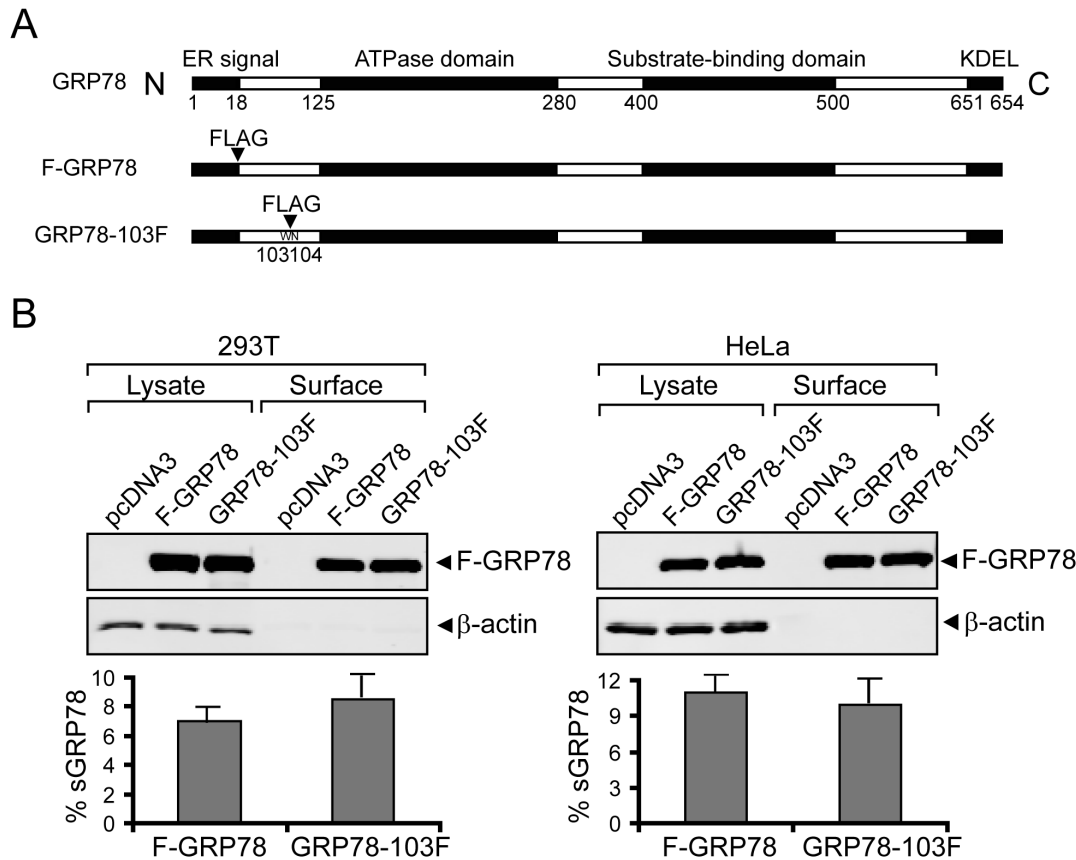 A
ER signal ATPase domain Substrate-binding domain KDEL
GRP78 N C
1 18 125 280 400 500 651 654
FLAG
F-GRP78
FLAG
GRP78-103F WN
103104
B
293T
Lysate Surface
pcDNA3 F-GRP78 GRP78-103F pcDNA3 F-GRP78 GRP78-103F
F-GRP78
β-actin
% sGRP78
10
8
6
4
2
0
F-GRP78 GRP78-103F
HeLa
Lysate Surface
pcDNA3 F-GRP78 GRP78-103F pcDNA3 F-GRP78 GRP78-103F
F-GRP78
β-actin
% sGRP78
12
9
6
3
0
F-GRP78 GRP78-103F